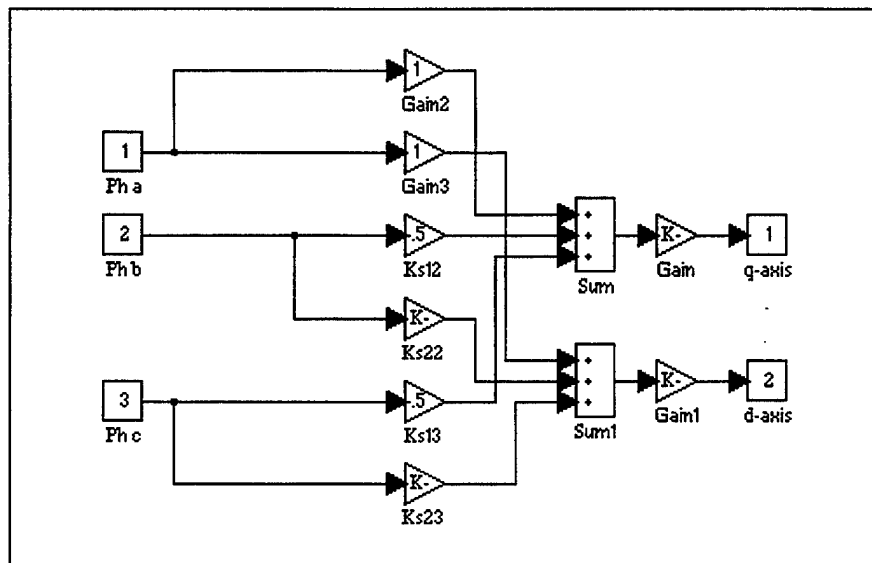 1
Gain2
1
Ph a
1
Gain3
2
Ph b
.5
Ks12
+
+
+
Sum
K-
Gain
1
q-axis
K-
Ks22
3
Ph c
.5
Ks13
+
+
+
Sum1
K-
Gain1
2
d-axis
K-
Ks23